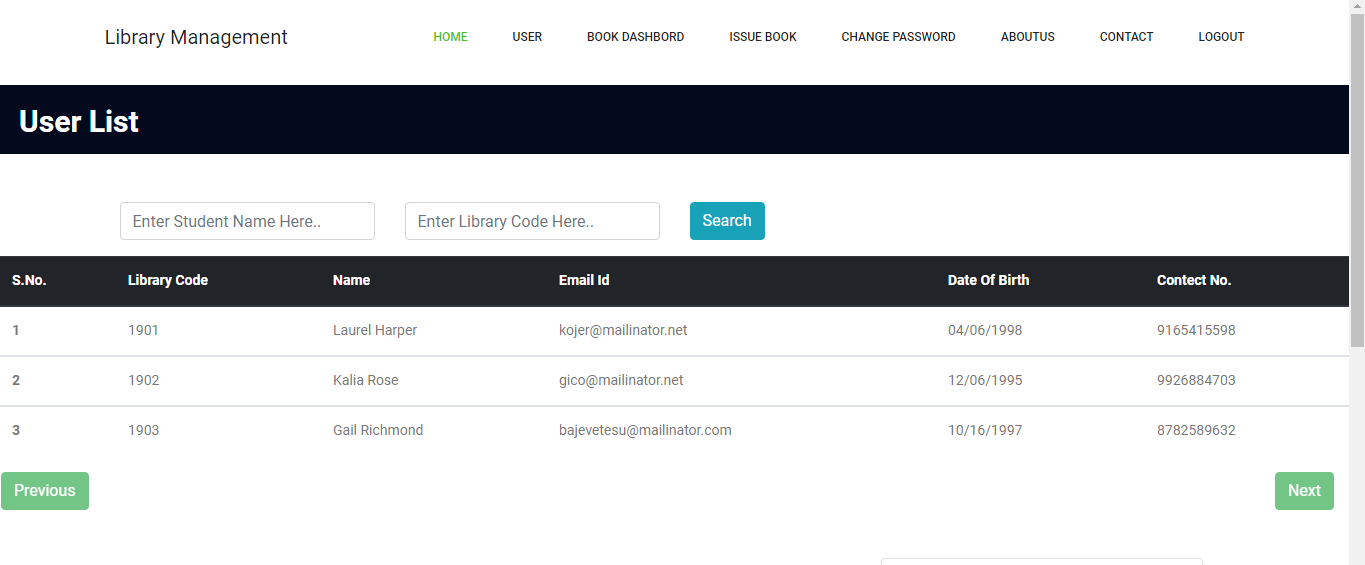 Library Management HOME USER BOOK DASHBORD ISSUE BOOK CHANGE PASSWORD ABOUTUS CONTACT LOGOUT
User List
Enter Student Name Here.. Enter Library Code Here.. Search
S.No. Library Code Name Email Id Date Of Birth Contect No.
1 1901 Laurel Harper kojer@mailinator.net 04/06/1998 9165415598
2 1902 Kalia Rose gico@mailinator.net 12/06/1995 9926884703
3 1903 Gail Richmond bajevetesu@mailinator.com 10/16/1997 8782589632
Previous Next